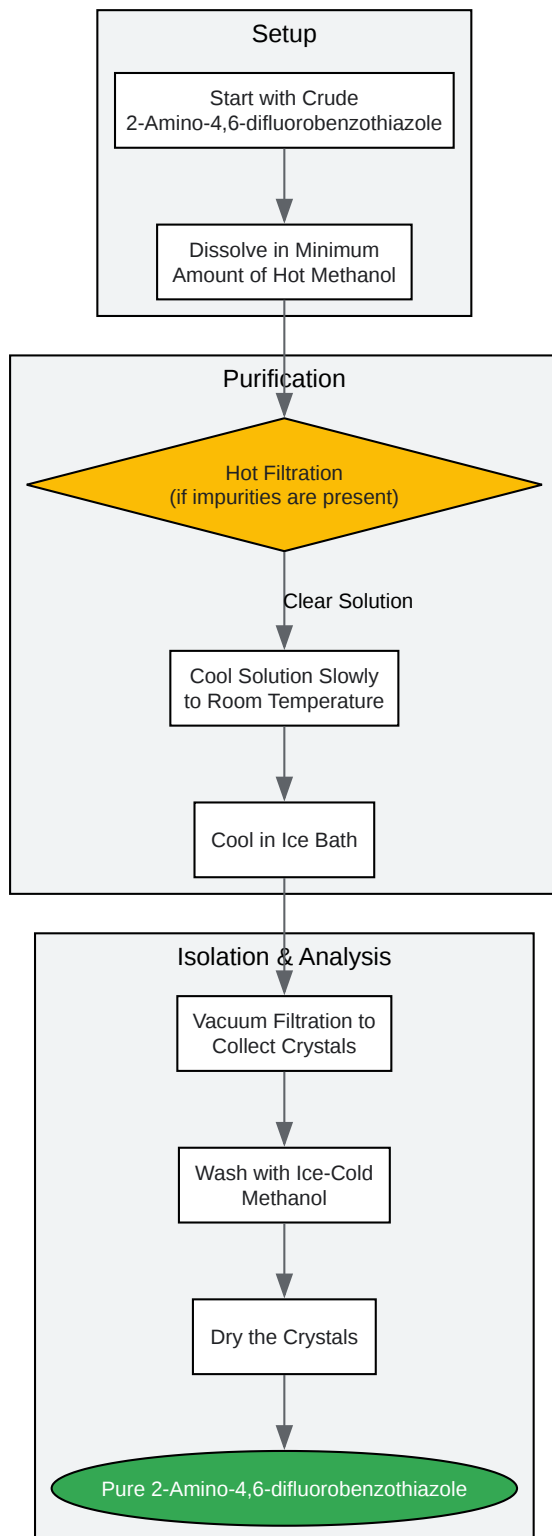 Setup
Start with Crude
2-Amino-4,6-difluorobenzothiazole
Dissolve in Minimum
Amount of Hot Methanol
Purification
Hot Filtration
(if impurities are present)
Clear Solution
Cool Solution Slowly
to Room Temperature
Cool in Ice Bath
Isolation & Analysis
Vacuum Filtration to
Collect Crystals
Wash with Ice-Cold
Methanol
Dry the Crystals
Pure 2-Amino-4,6-difluorobenzothiazole